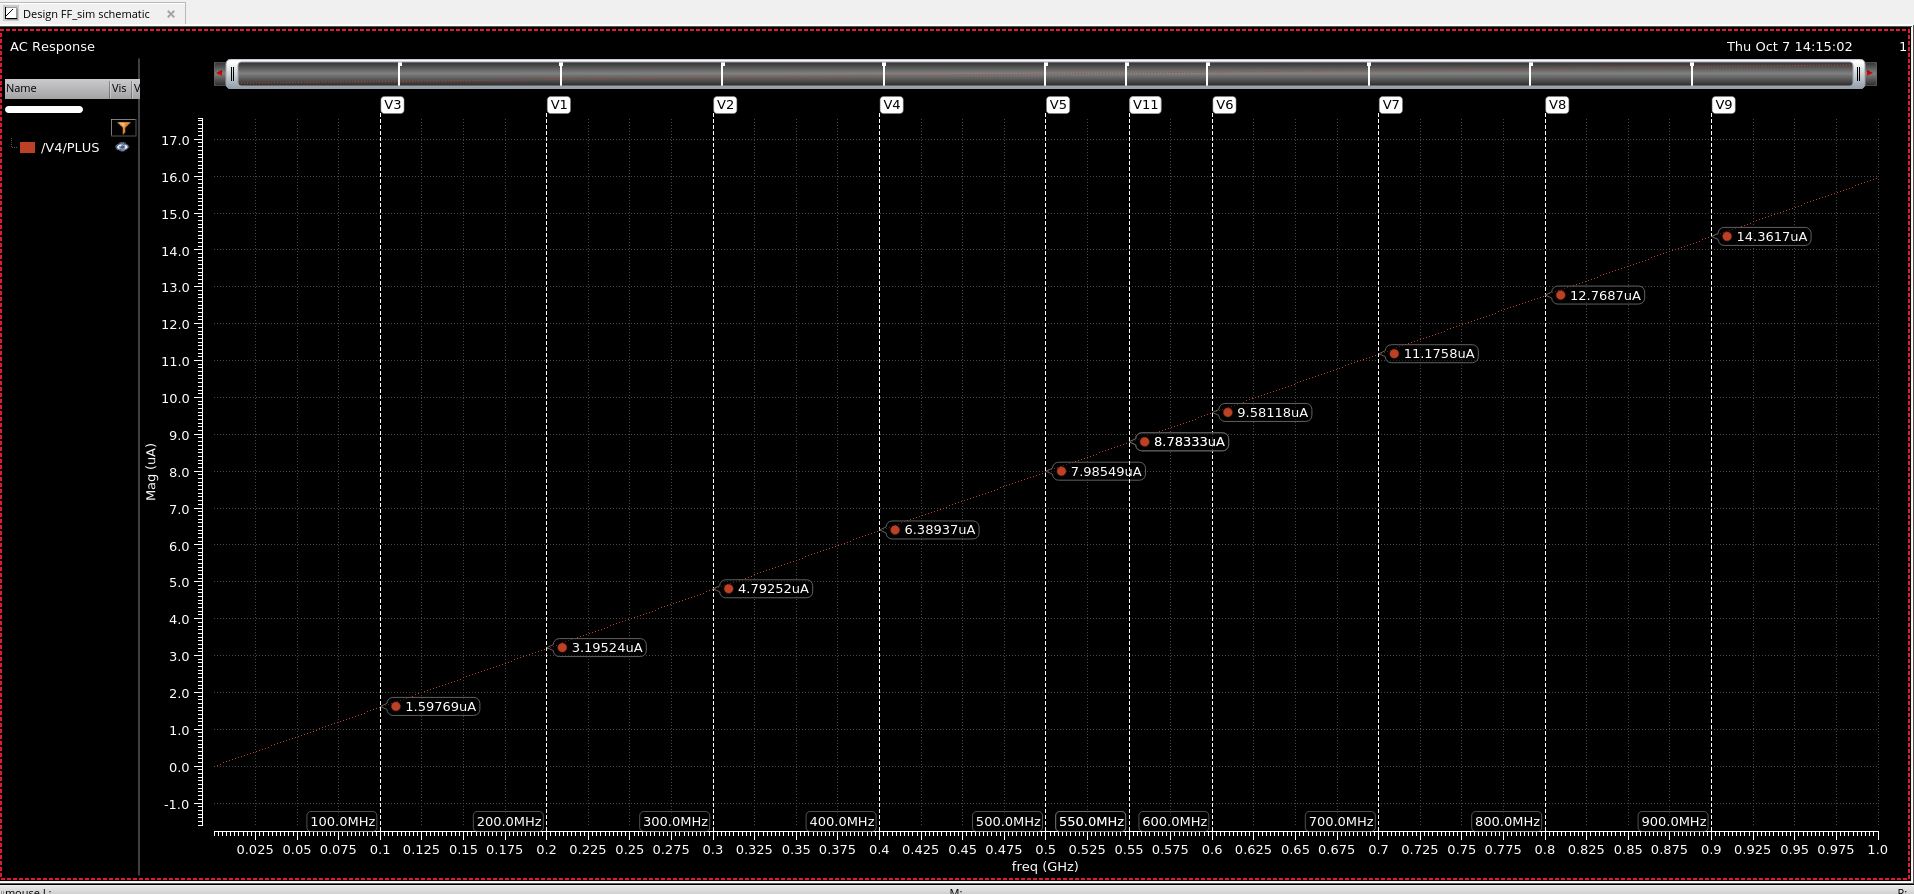 Design FF_sim schematic
AC Response
Thu Oct 7 14:15:02
1
Name Vis V
/V4/PLUS
V3 V1 V2 V4 V5 V11 V6 V7 V8 V9
17.0
16.0
15.0
14.0
14.3617uA
13.0
12.7687uA
12.0
11.0
11.1758uA
10.0
9.58118uA
9.0
8.78333uA
8.0
7.98549uA
7.0
6.38937uA
6.0
5.0
4.79252uA
4.0
3.0
3.19524uA
2.0
1.59769uA
1.0
0.0
-1.0
Mag (uA)
100.0MHz 200.0MHz 300.0MHz 400.0MHz 500.0MHz 550.0MHz 600.0MHz 700.0MHz 800.0MHz 900.0MHz
0.025 0.05 0.075 0.1 0.125 0.15 0.175 0.2 0.225 0.25 0.275 0.3 0.325 0.35 0.375 0.4 0.425 0.45 0.475 0.5 0.525 0.55 0.575 0.6 0.625 0.65 0.675 0.7 0.725 0.75 0.775 0.8 0.825 0.85 0.875 0.9 0.925 0.95 0.975 1.0
freq (GHz)
mouse L: M: R: